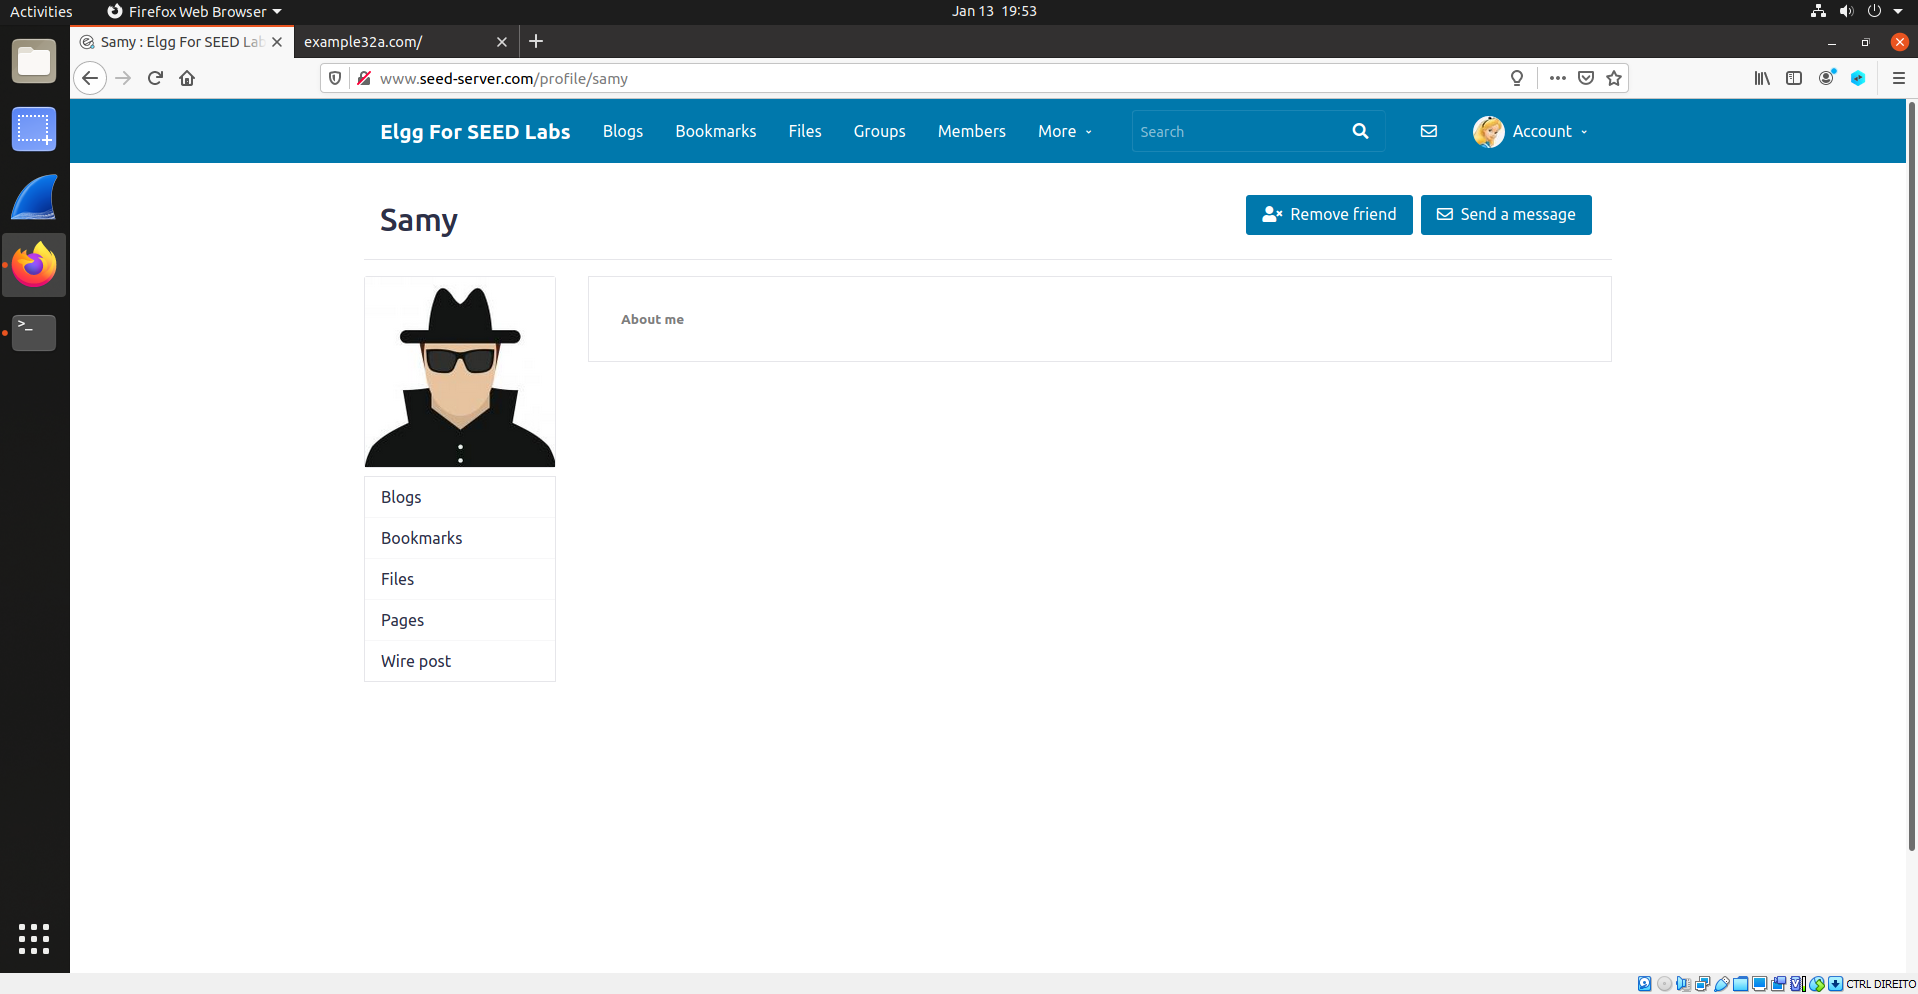 Activities Firefox Web Browser Jan 13 19:53
Samy : Elgg For SEED Lab example32a.com/
www.seed-server.com/profile/samy
Elgg For SEED Labs Blogs Bookmarks Files Groups Members More Search Account
Samy Remove friend Send a message
About me
Blogs
Bookmarks
Files
Pages
Wire post
CTRL DIREITO